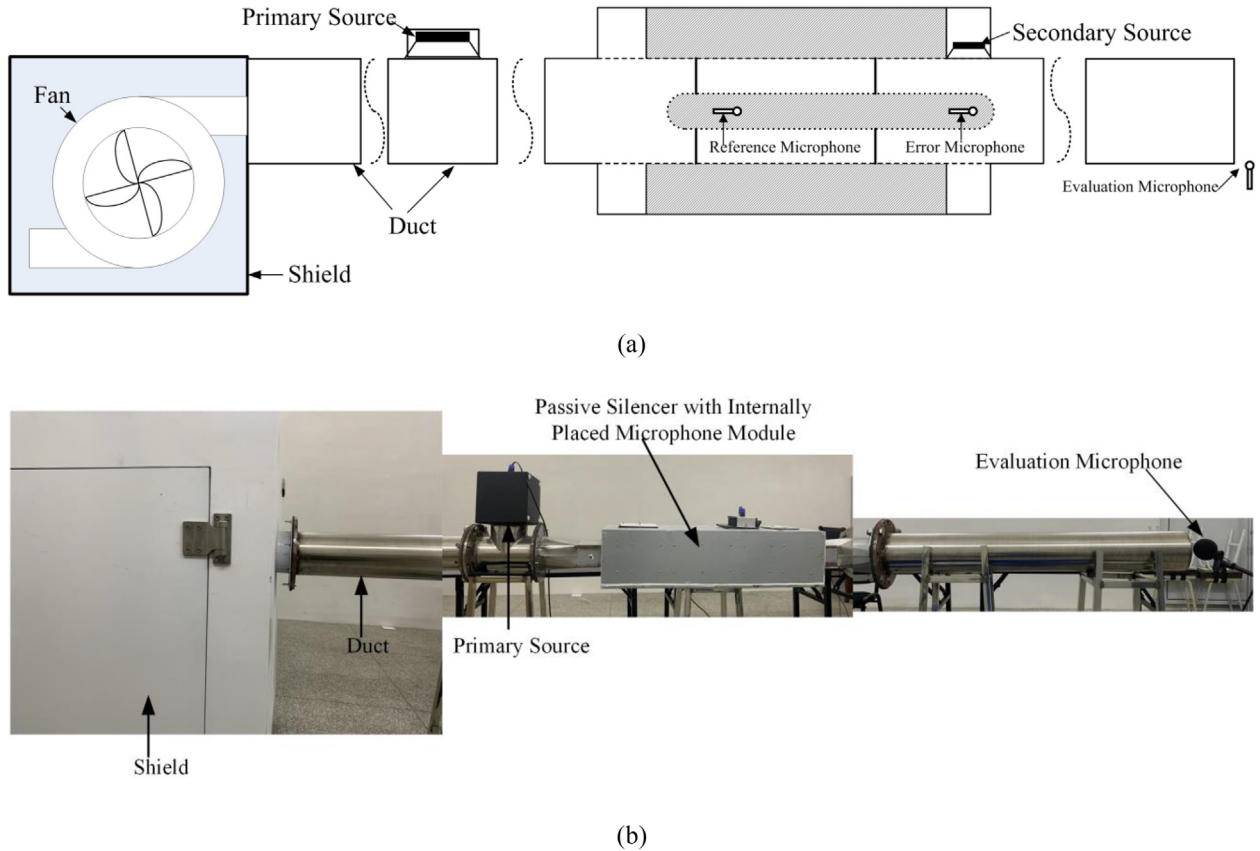 Primary Source
Secondary Source
Fan
Reference Microphone
Error Microphone
Evaluation Microphone
Duct
Shield
(a)
Passive Silencer with Internally
Placed Microphone Module
Evaluation Microphone
Duct
Primary Source
Shield
(b)